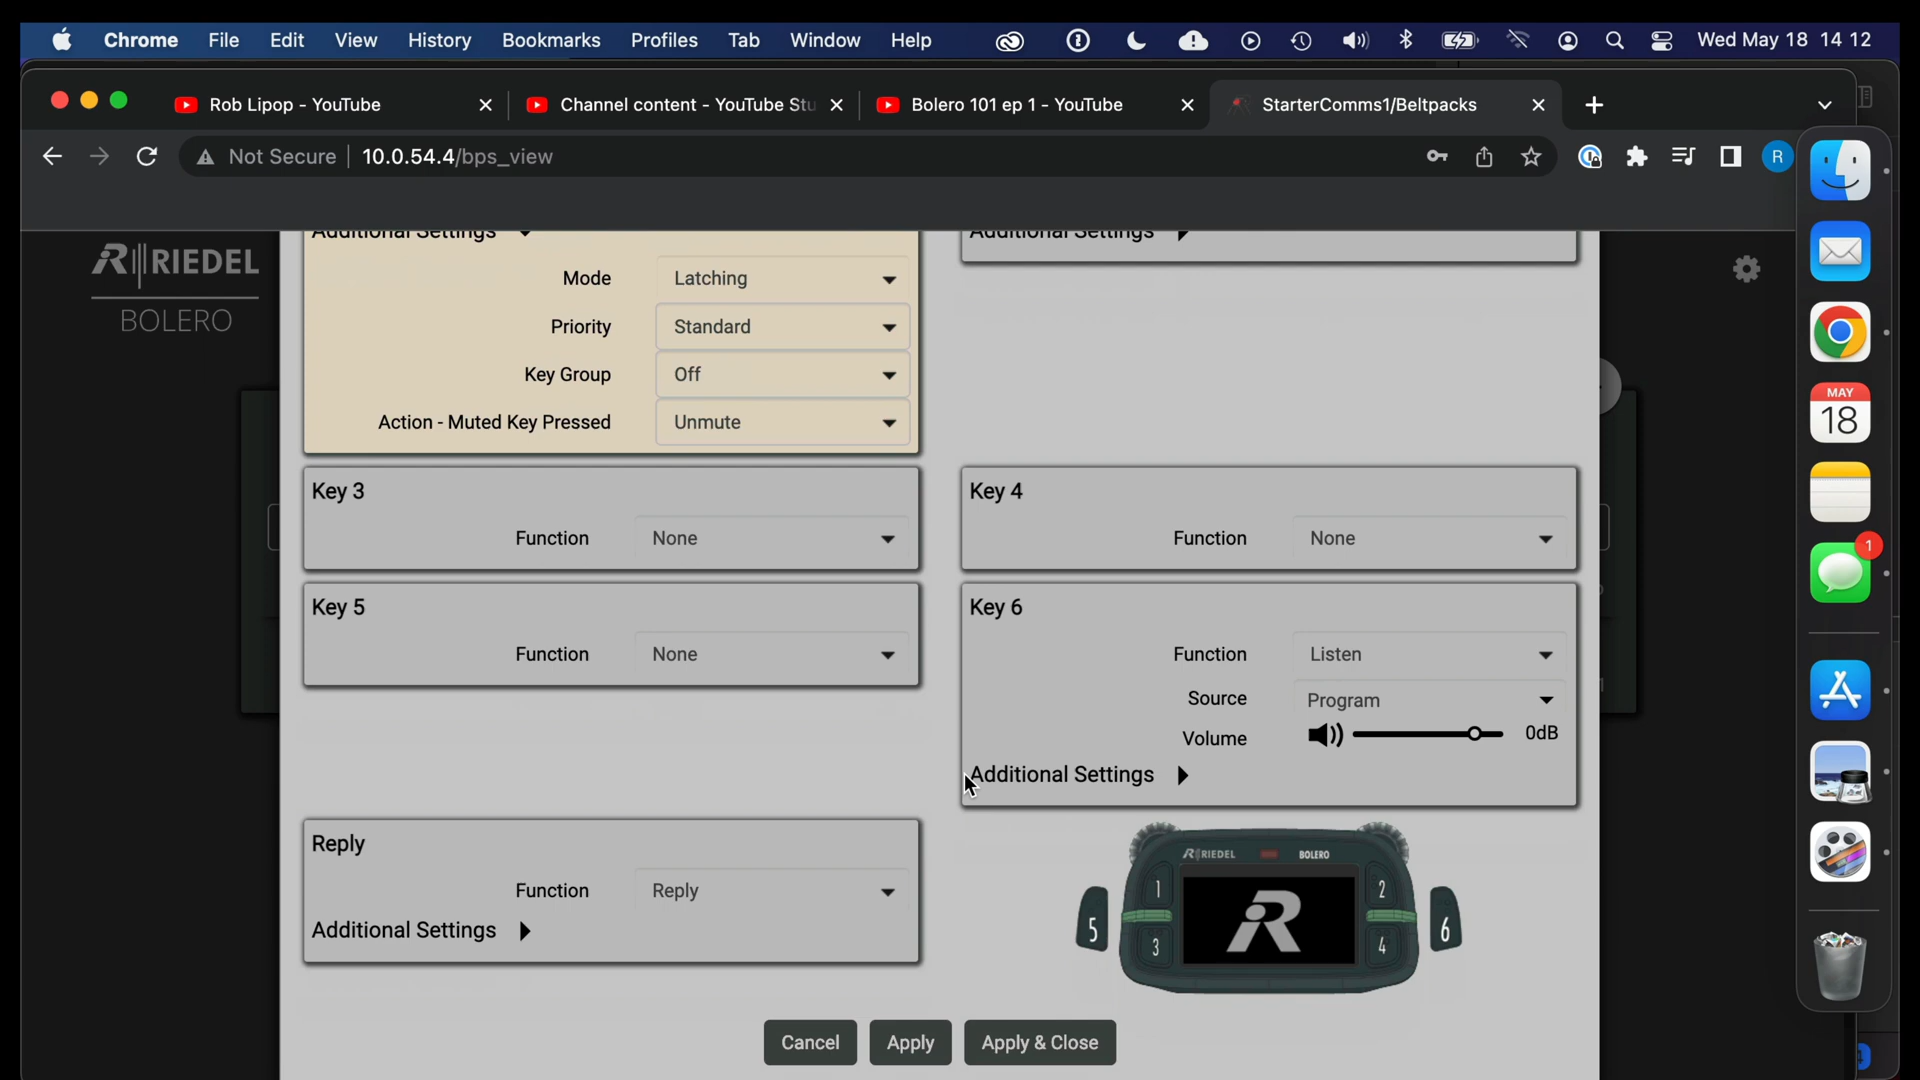 Chrome File Edit View History Bookmarks Profiles Tab Window Help Wed May 18 14 12
Rob Lipop - YouTube Channel content - YouTube Stu Bolero 101 ep 1 - YouTube StarterComms1/Beltpacks
Not Secure 10.0.54.4/bps_view R
RIEDEL
BOLERO
Additional Settings
Mode Latching
Priority Standard
Key Group Off
Action - Muted Key Pressed Unmute
Additional Settings
Key 3
Function None
Key 4
Function None
Key 5
Function None
Key 6
Function Listen
Source Program
Volume 0dB
Additional Settings
Reply
Function Reply
Additional Settings
RIEDEL BOLERO
1 2
5 R 6
3 4
Cancel Apply Apply & Close
MAY
18
1